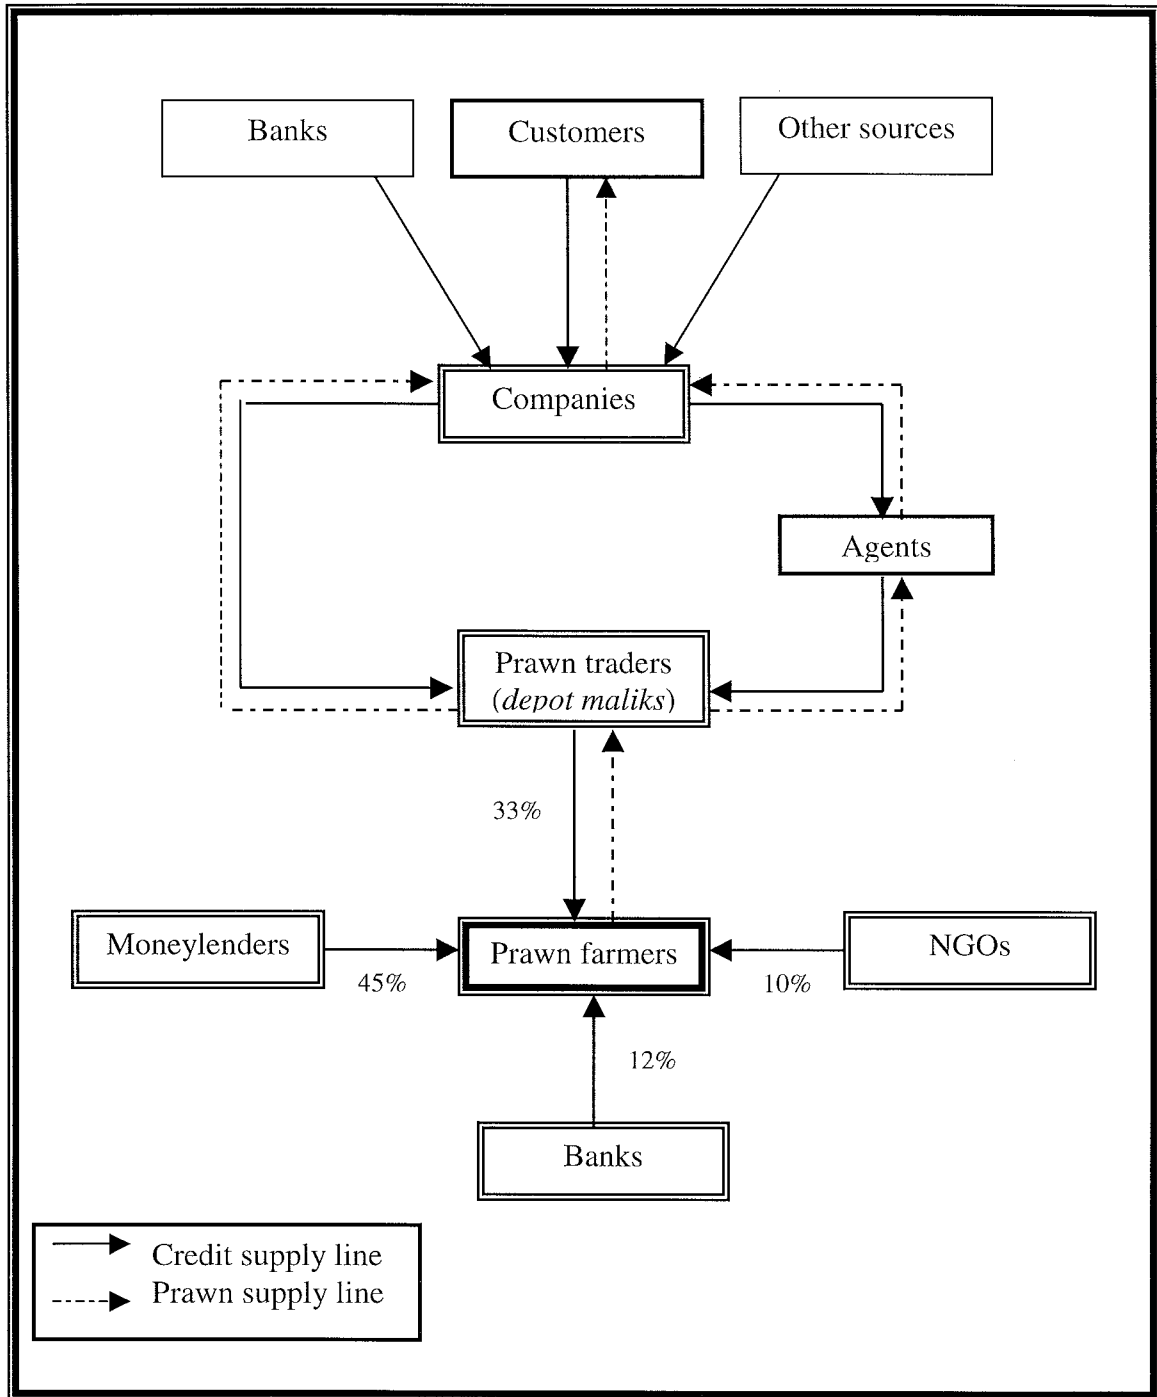 Banks
Customers
Other sources
Companies
Agents
Prawn traders
(depot maliks)
33%
Moneylenders
Prawn farmers
NGOs
45%
10%
12%
Banks
Credit supply line
Prawn supply line